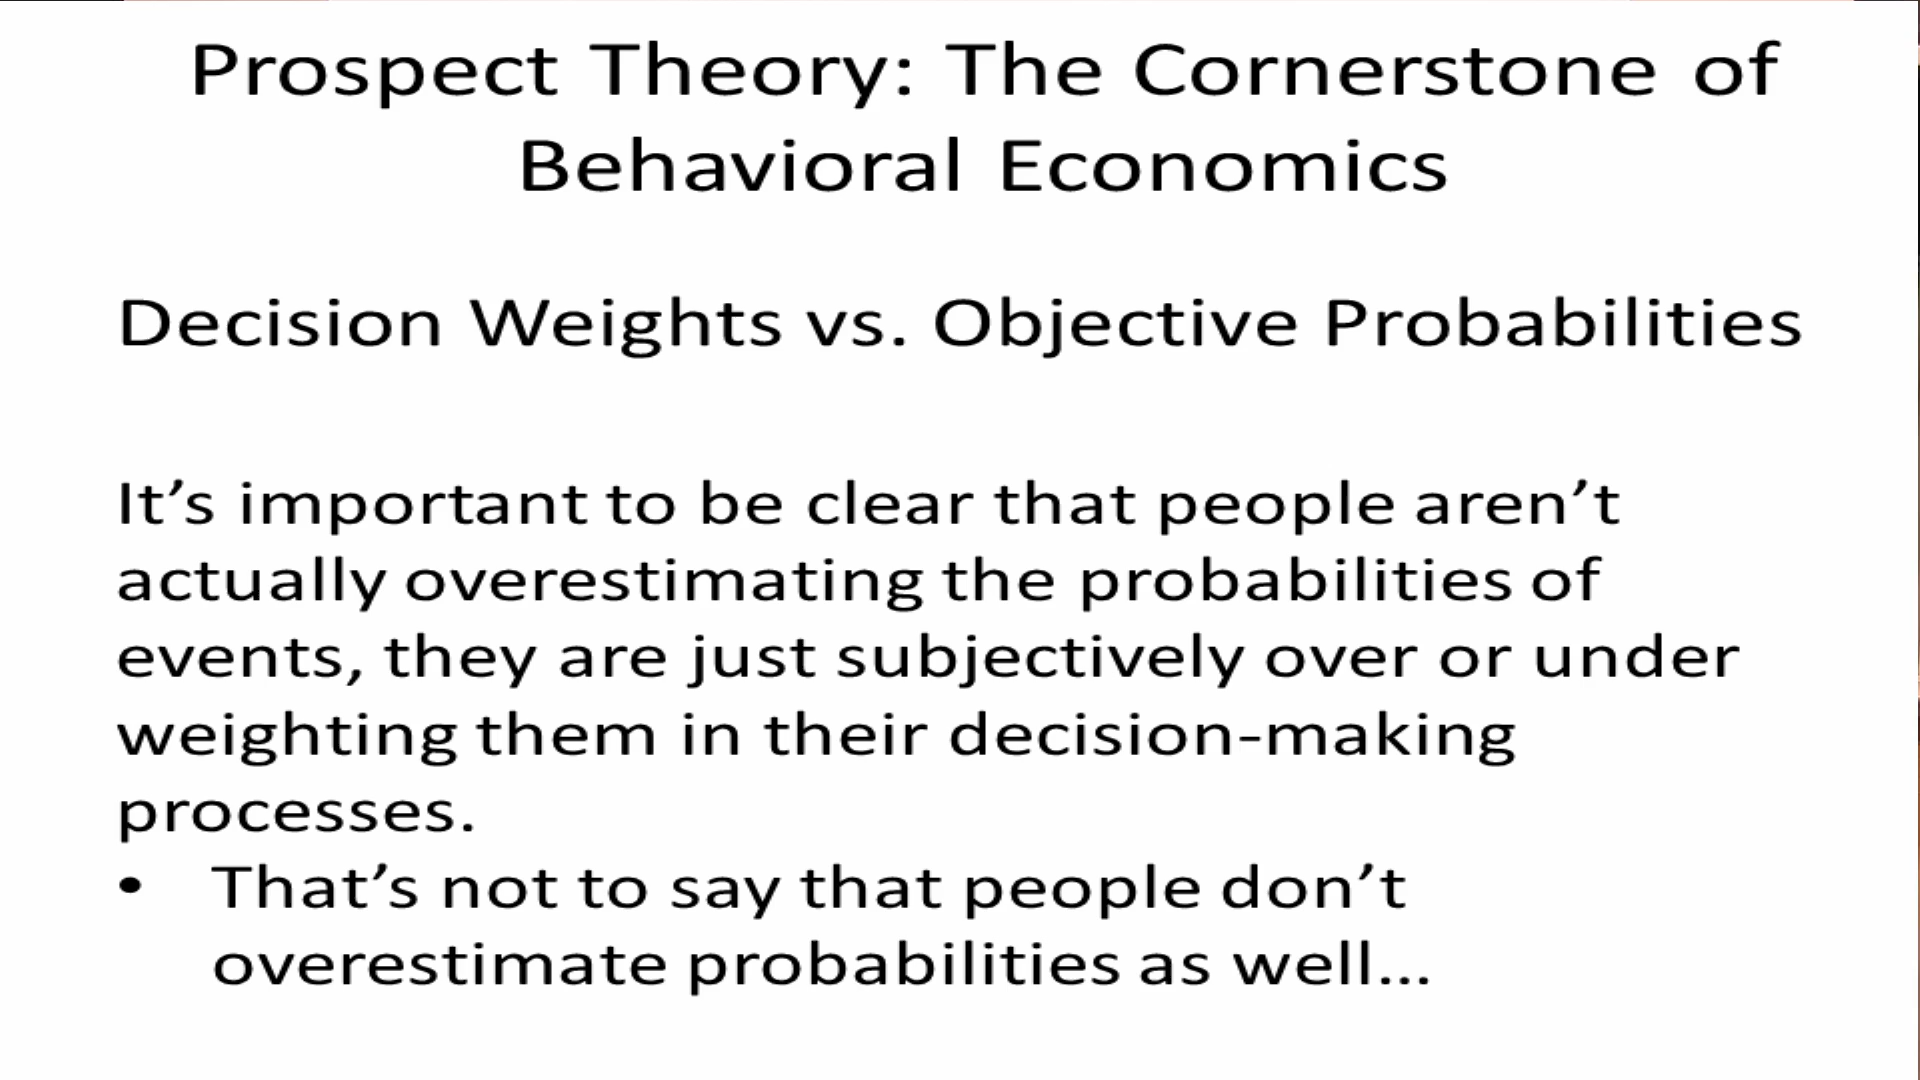 Prospect Theory: The Cornerstone of
Behavioral Economics
Decision Weights vs. Objective Probabilities
It’s important to be clear that people aren’t
actually overestimating the probabilities of
events, they are just subjectively over or under
weighting them in their decision-making
processes.
• That’s not to say that people don’t
overestimate probabilities as well…